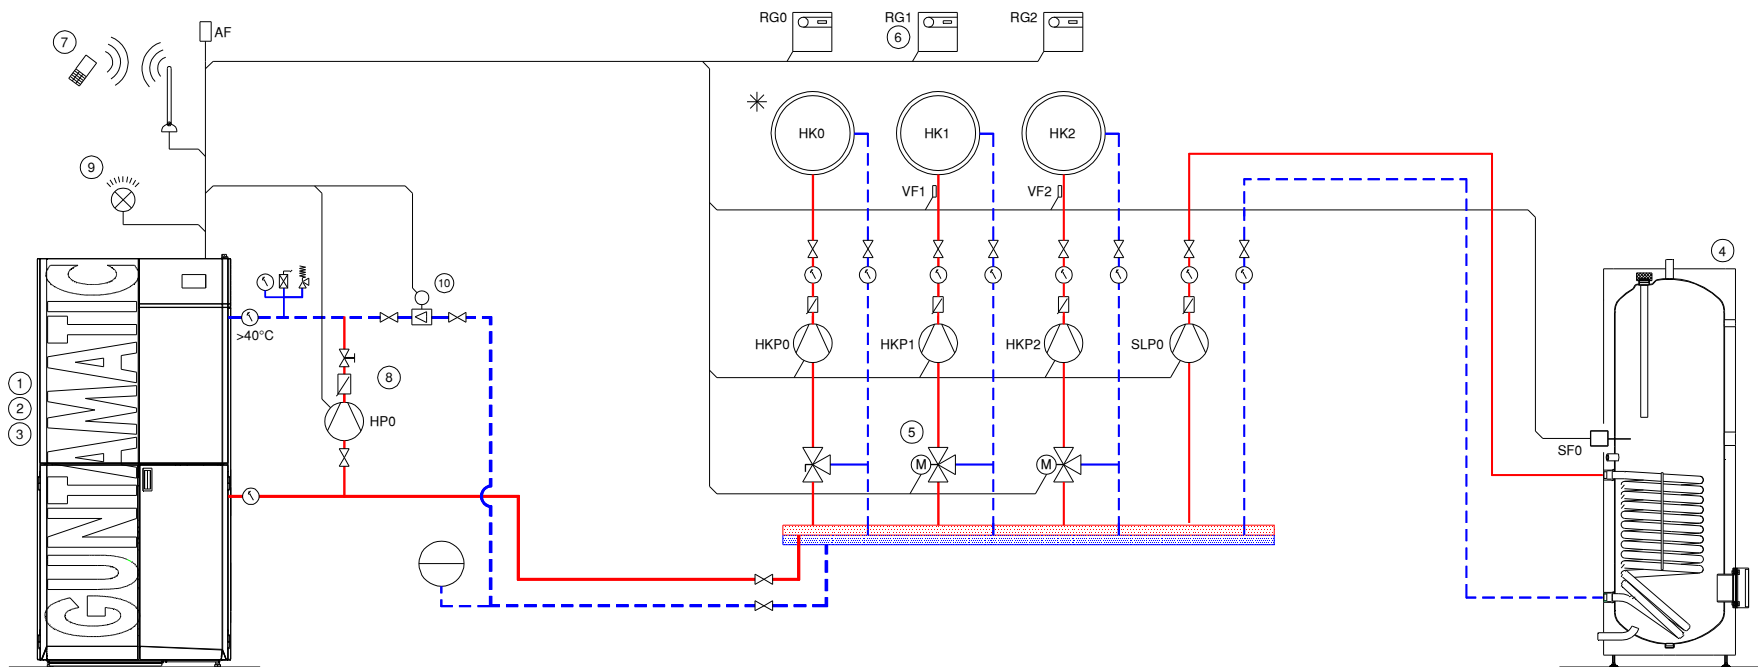 7
AF
RG0
RG1
RG2
6
HK0
HK1
HK2
9
VF1
VF2
4
10
>40°C
HKP0
HKP1
HKP2
SLP0
1
2
3
8
HP0
5
M
M
SF0
GUNTAMATIC